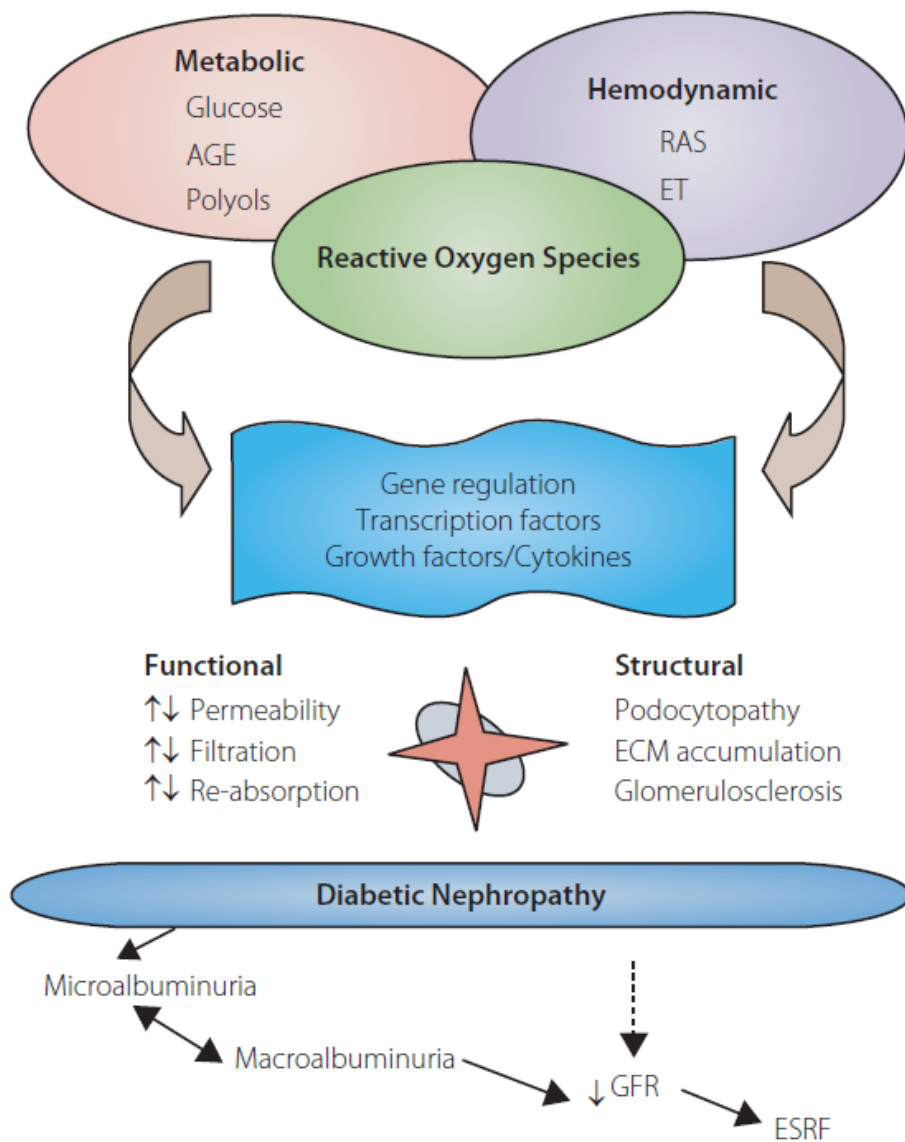 Metabolic
Glucose
AGE
Polyols
Hemodynamic
RAS
ET
Reactive Oxygen Species
Gene regulation
Transcription factors
Growth factors/Cytokines
Functional
↑↓ Permeability
↑↓ Filtration
↑↓ Re-absorption
Structural
Podocytopathy
ECM accumulation
Glomerulosclerosis
Diabetic Nephropathy
Microalbuminuria
Macroalbuminuria
↓ GFR
ESRF